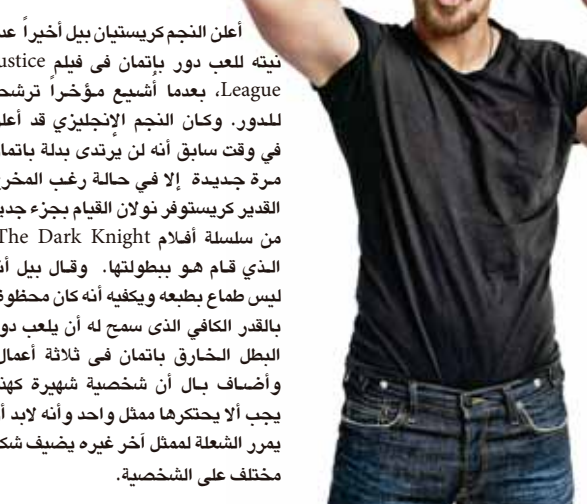 أعلن النجم كريستيان بيل أخيراً
نيته للعب دور باتمان فى فيلم
League، بعدما أُشيع مؤخراً
للدور. وكان النجم الإنجليزي قد
في وقت سابق أنه لن يرتدى بدلة
مرة جديدة إلا في حالة رغب
القدير كريستوفر نولان القيام بجزء
من سلسلة أفلام The Dark Knight
الذي قام هو ببطولتها. وقال بيل
ليس طماع بطبعه ويكفيه أنه كان
بالقدر الكافي الذى سمح له أن يلعب
البطل الخارق باتمان فى ثلاثة أعمال
وأضاف بال أن شخصية شهيرة
يجب ألا يحتكرها ممثل واحد وأنه لابد
يمرر الشعلة لممثل آخر غيره يضيف
مختلف على الشخصية.